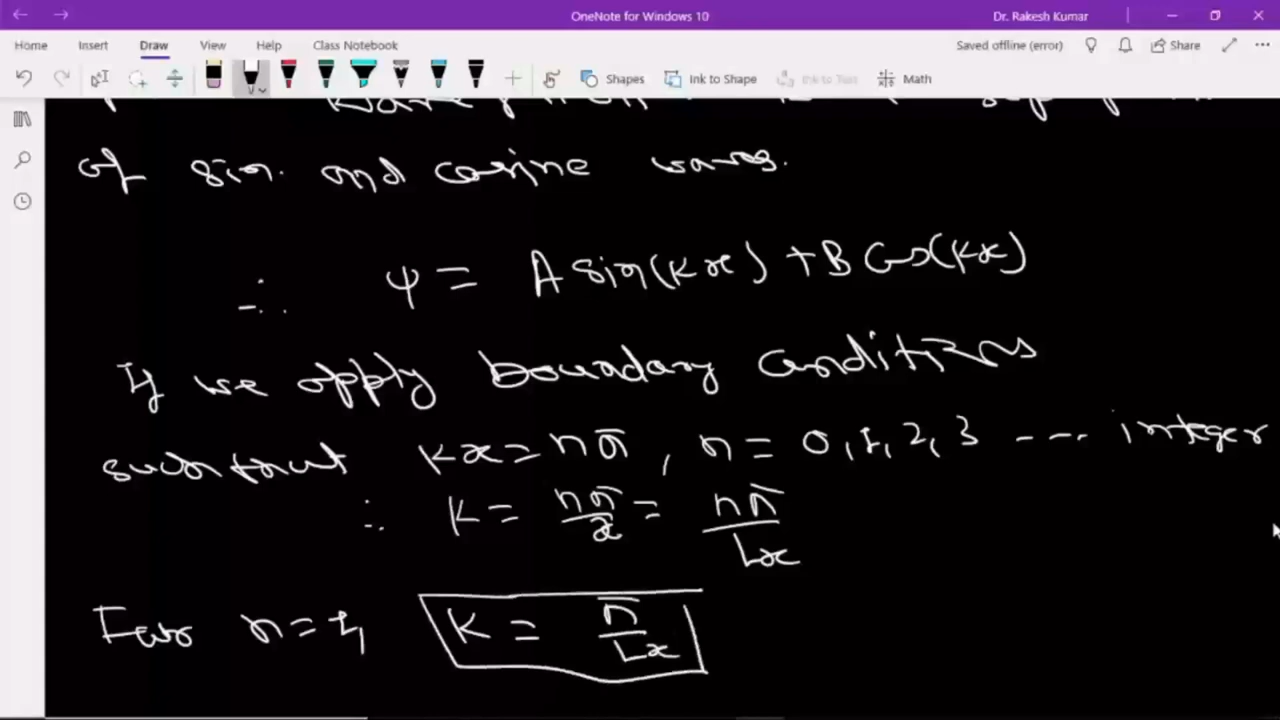 OneNote for Windows 10
Dr. Rakesh Kumar
Home Insert Draw View Help Class Notebook
Saved offline (error) Share
Shapes Ink to Shape Ink to Text Math
of sin. and cosine waves.
∴ ψ = A sin(kx) + B Cos(kx)
If we apply boundary conditions
such that kx = nπ, n = 0, 1, 2, 3 --- integer
∴ k = nπ/x = nπ/Lx
For n = 1, k = π/Lx